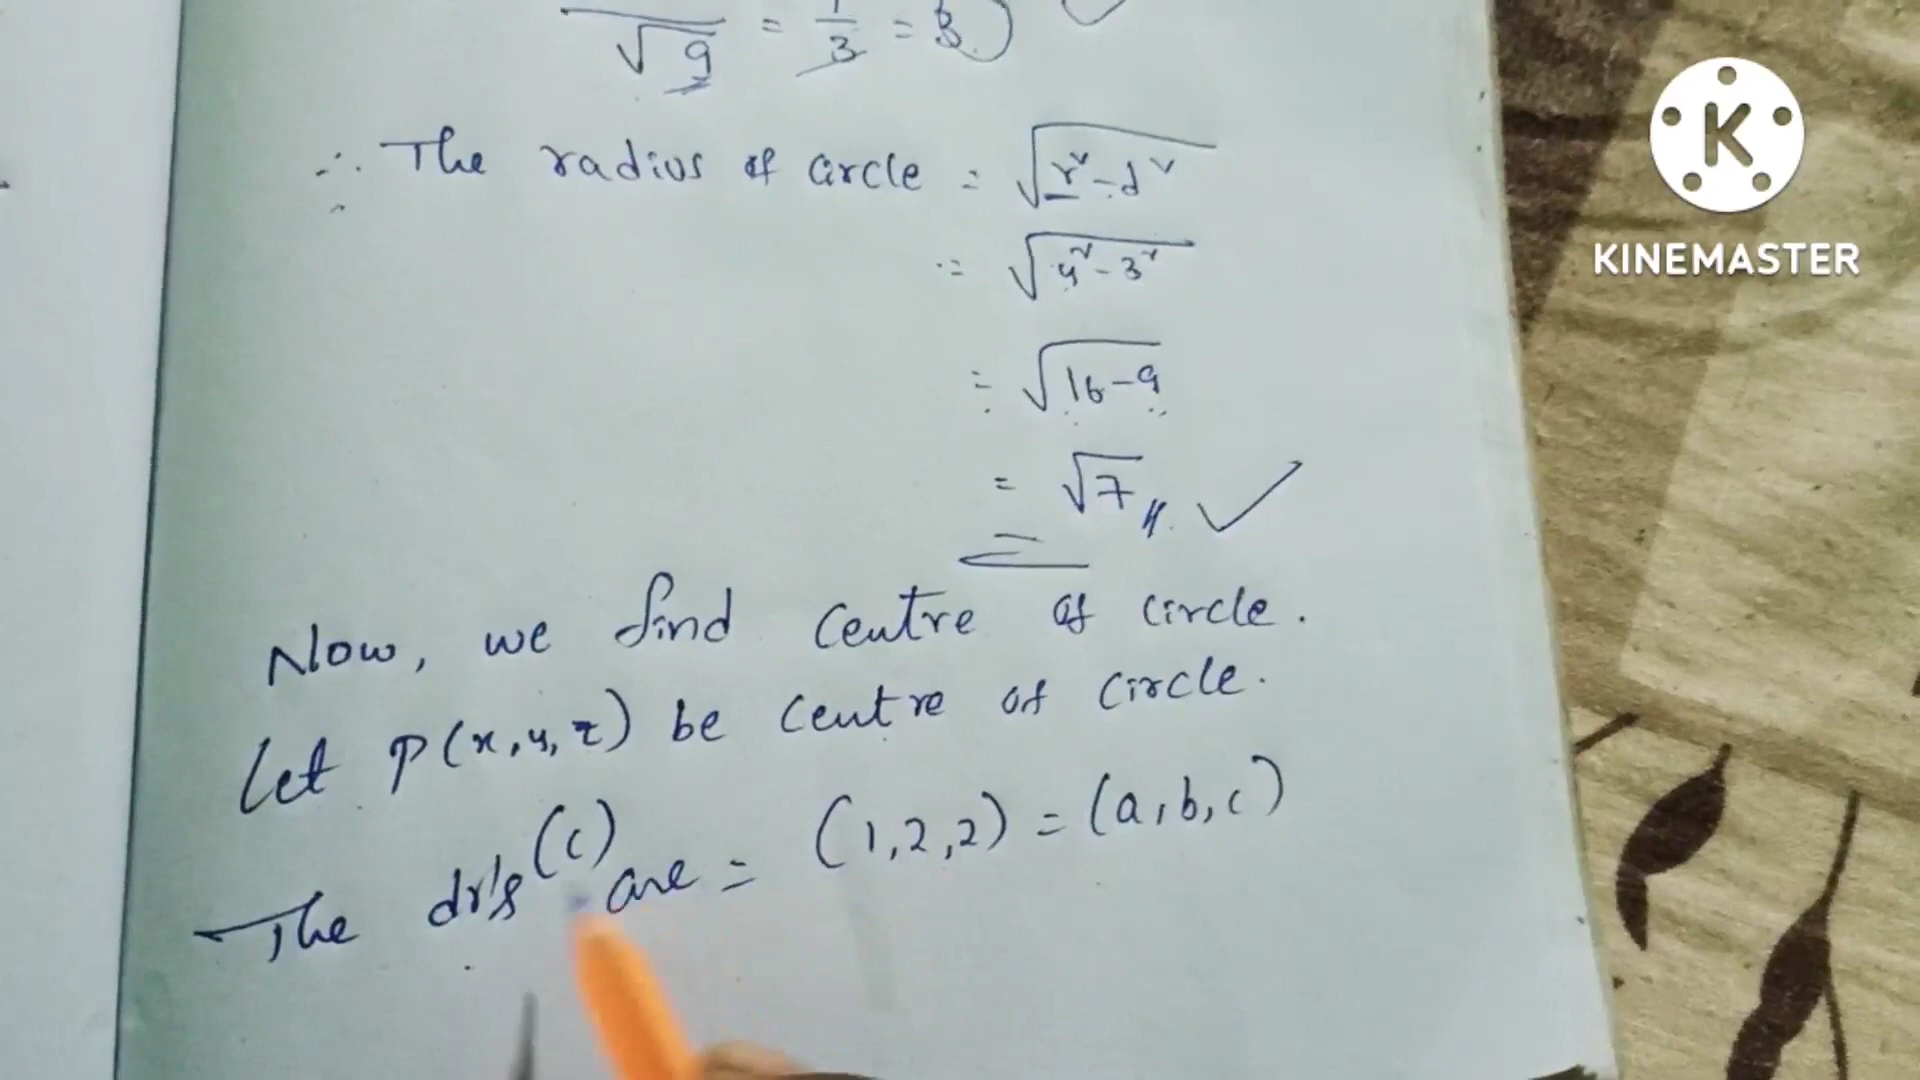 √9 = 1/3 = 3
∴ The radius of circle = √r² - d²
= √4² - 3²
= √16 - 9
= √7
Now, we find centre of circle.
Let P(x, y, z) be centre of circle.
The dr's (c) are = (1, 2, 2) = (a, b, c)
K
KINEMASTER